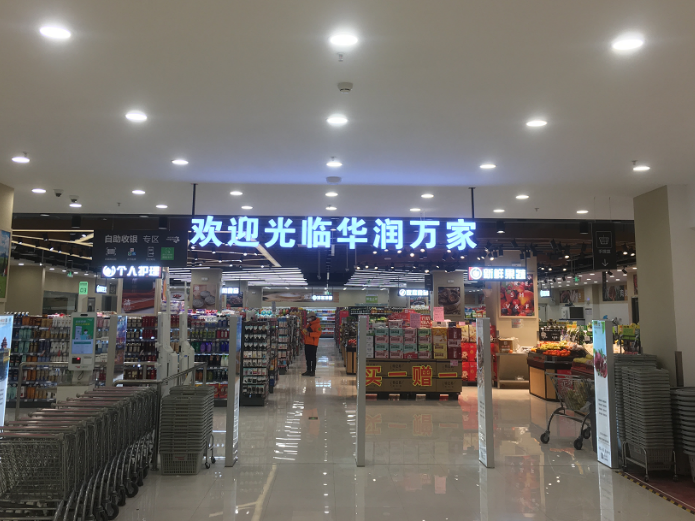 欢迎光临华润万家
自助收银 专区
个人护理
新鲜果蔬
买一赠一